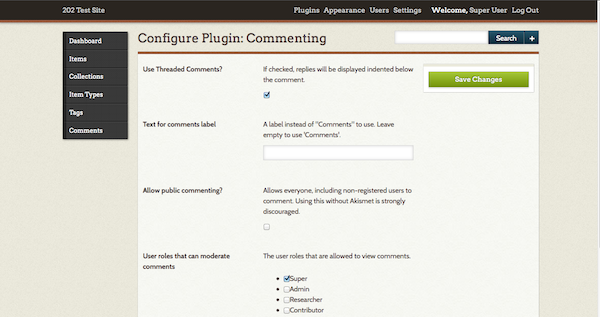 202 Test Site
Plugins Appearance Users Settings Welcome, Super User Log Out
Dashboard
Items
Collections
Item Types
Tags
Comments
Configure Plugin: Commenting
Search +
Save Changes
Use Threaded Comments?
If checked, replies will be displayed indented below
the comment.
Text for comments label
A label instead of "Comments" to use. Leave
empty to use 'Comments'.
Allow public commenting?
Allows everyone, including non-registered users to
comment. Using this without Akismet is strongly
discouraged.
User roles that can moderate
comments
The user roles that are allowed to view comments.
Super
Admin
Researcher
Contributor